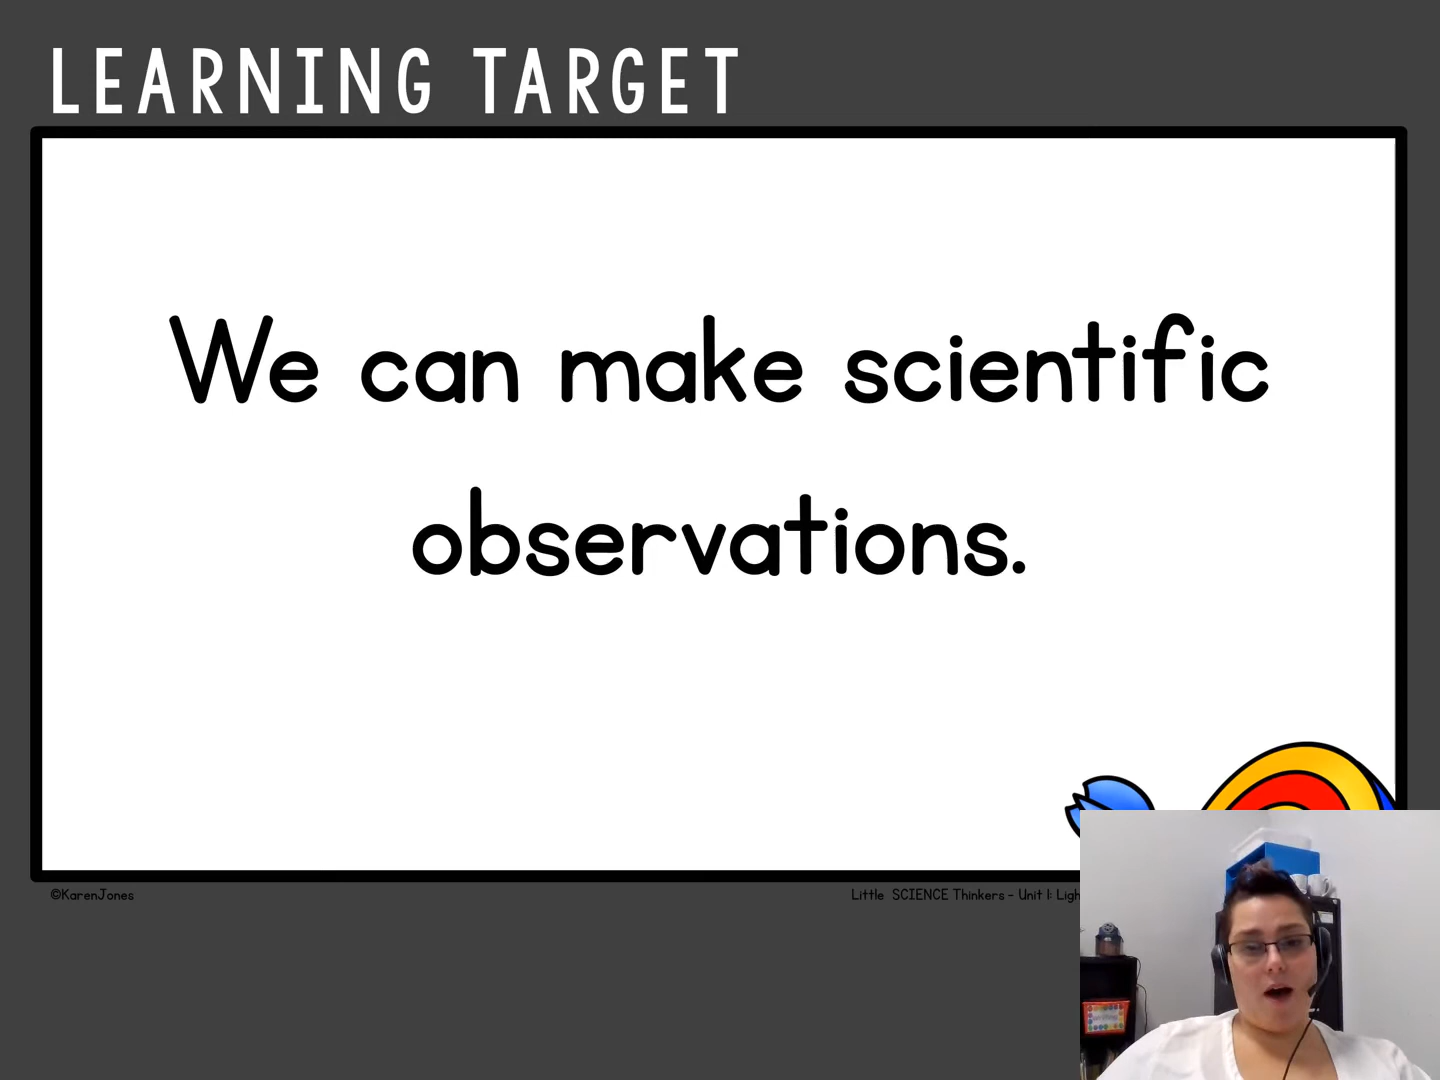 LEARNING TARGET
We can make scientific
observations.
©KarenJones
Little SCIENCE Thinkers - Unit 1: